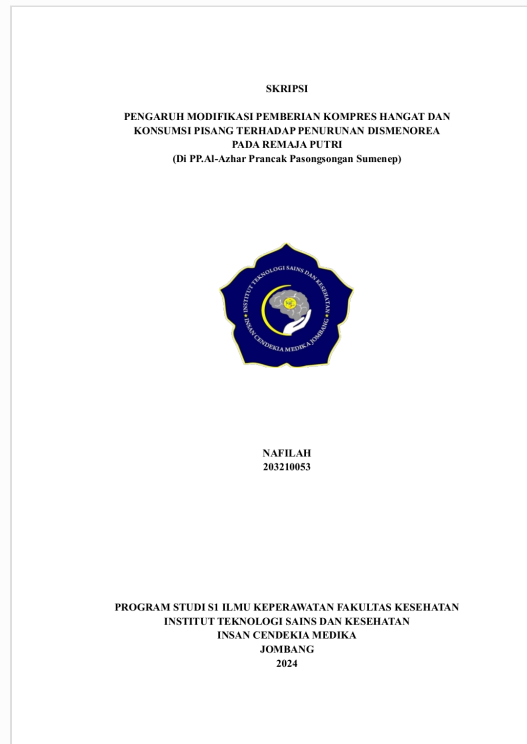 SKRIPSI
PENGARUH MODIFIKASI PEMBERIAN KOMPRES HANGAT DAN
KONSUMSI PISANG TERHADAP PENURUNAN DISMENOREA
PADA REMAJA PUTRI
(Di PP.Al-Azhar Prancak Pasongsongan Sumenep)
INSTITUT TEKNOLOGI SAINS DAN KESEHATAN
INSAN CENDEKIA MEDIKA JOMBANG
NAFILAH
203210053
PROGRAM STUDI S1 ILMU KEPERAWATAN FAKULTAS KESEHATAN
INSTITUT TEKNOLOGI SAINS DAN KESEHATAN
INSAN CENDEKIA MEDIKA
JOMBANG
2024